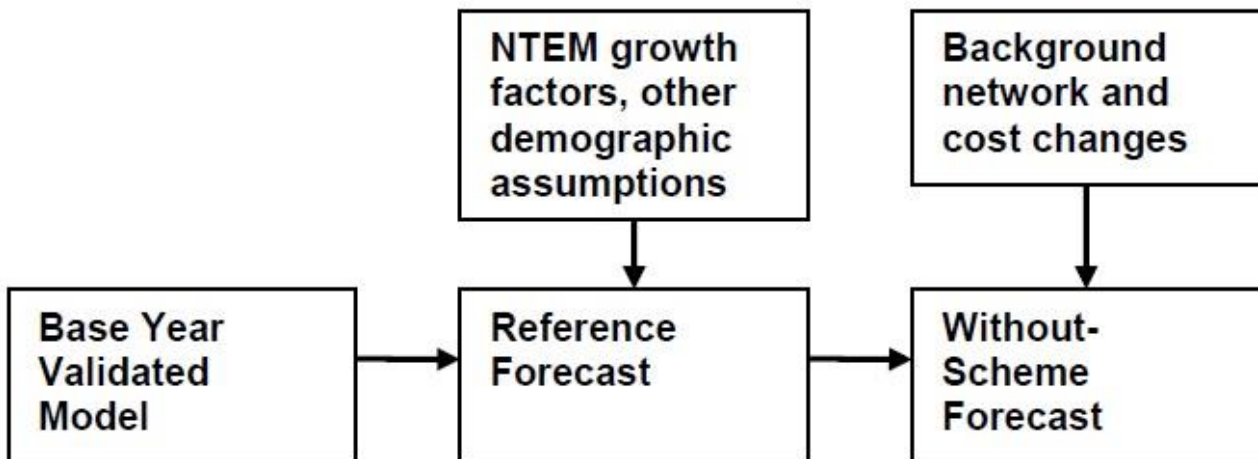 NTEM growth
factors, other
demographic
assumptions
Background
network and
cost changes
Base Year
Validated
Model
Reference
Forecast
Without-
Scheme
Forecast